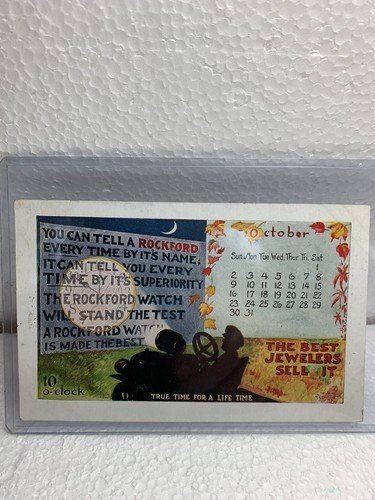 YOU CAN TELL A ROCKFORD
EVERY TIME BY ITS NAME;
IT CAN TELL YOU EVERY
TIME BY IT'S SUPERIORITY
THE ROCKFORD WATCH
WILL STAND THE TEST
A ROCKFORD WATCH
IS MADE THE BEST
October
Sun. Mon. Tue. Wed. Thur. Fri. Sat.
1
2 3 4 5 6 7 8
9 10 11 12 13 14 15
16 17 18 19 20 21 22
23 24 25 26 27 28 29
30 31
THE BEST
JEWELERS
SELL IT
10
o-clock
TRUE TIME FOR A LIFE TIME